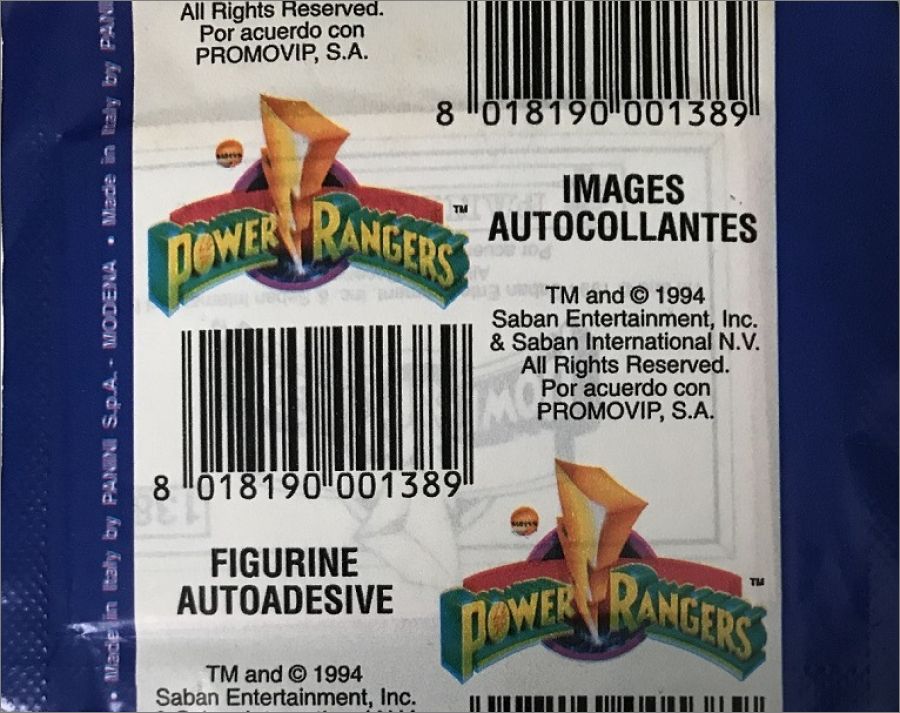 All Rights Reserved.
Por acuerdo con
PROMOVIP, S.A.
8 018190 001389
SABAN
POWER RANGERS TM
IMAGES
AUTOCOLLANTES
TM and © 1994
Saban Entertainment, Inc.
& Saban International N.V.
All Rights Reserved.
Por acuerdo con
PROMOVIP, S.A.
8 018190 001389
FIGURINE
AUTOADESIVE
TM and © 1994
Saban Entertainment, Inc.
SABAN
POWER RANGERS TM
• Made in Italy by PANINI S.p.A. - MODENA • Made in Italy by